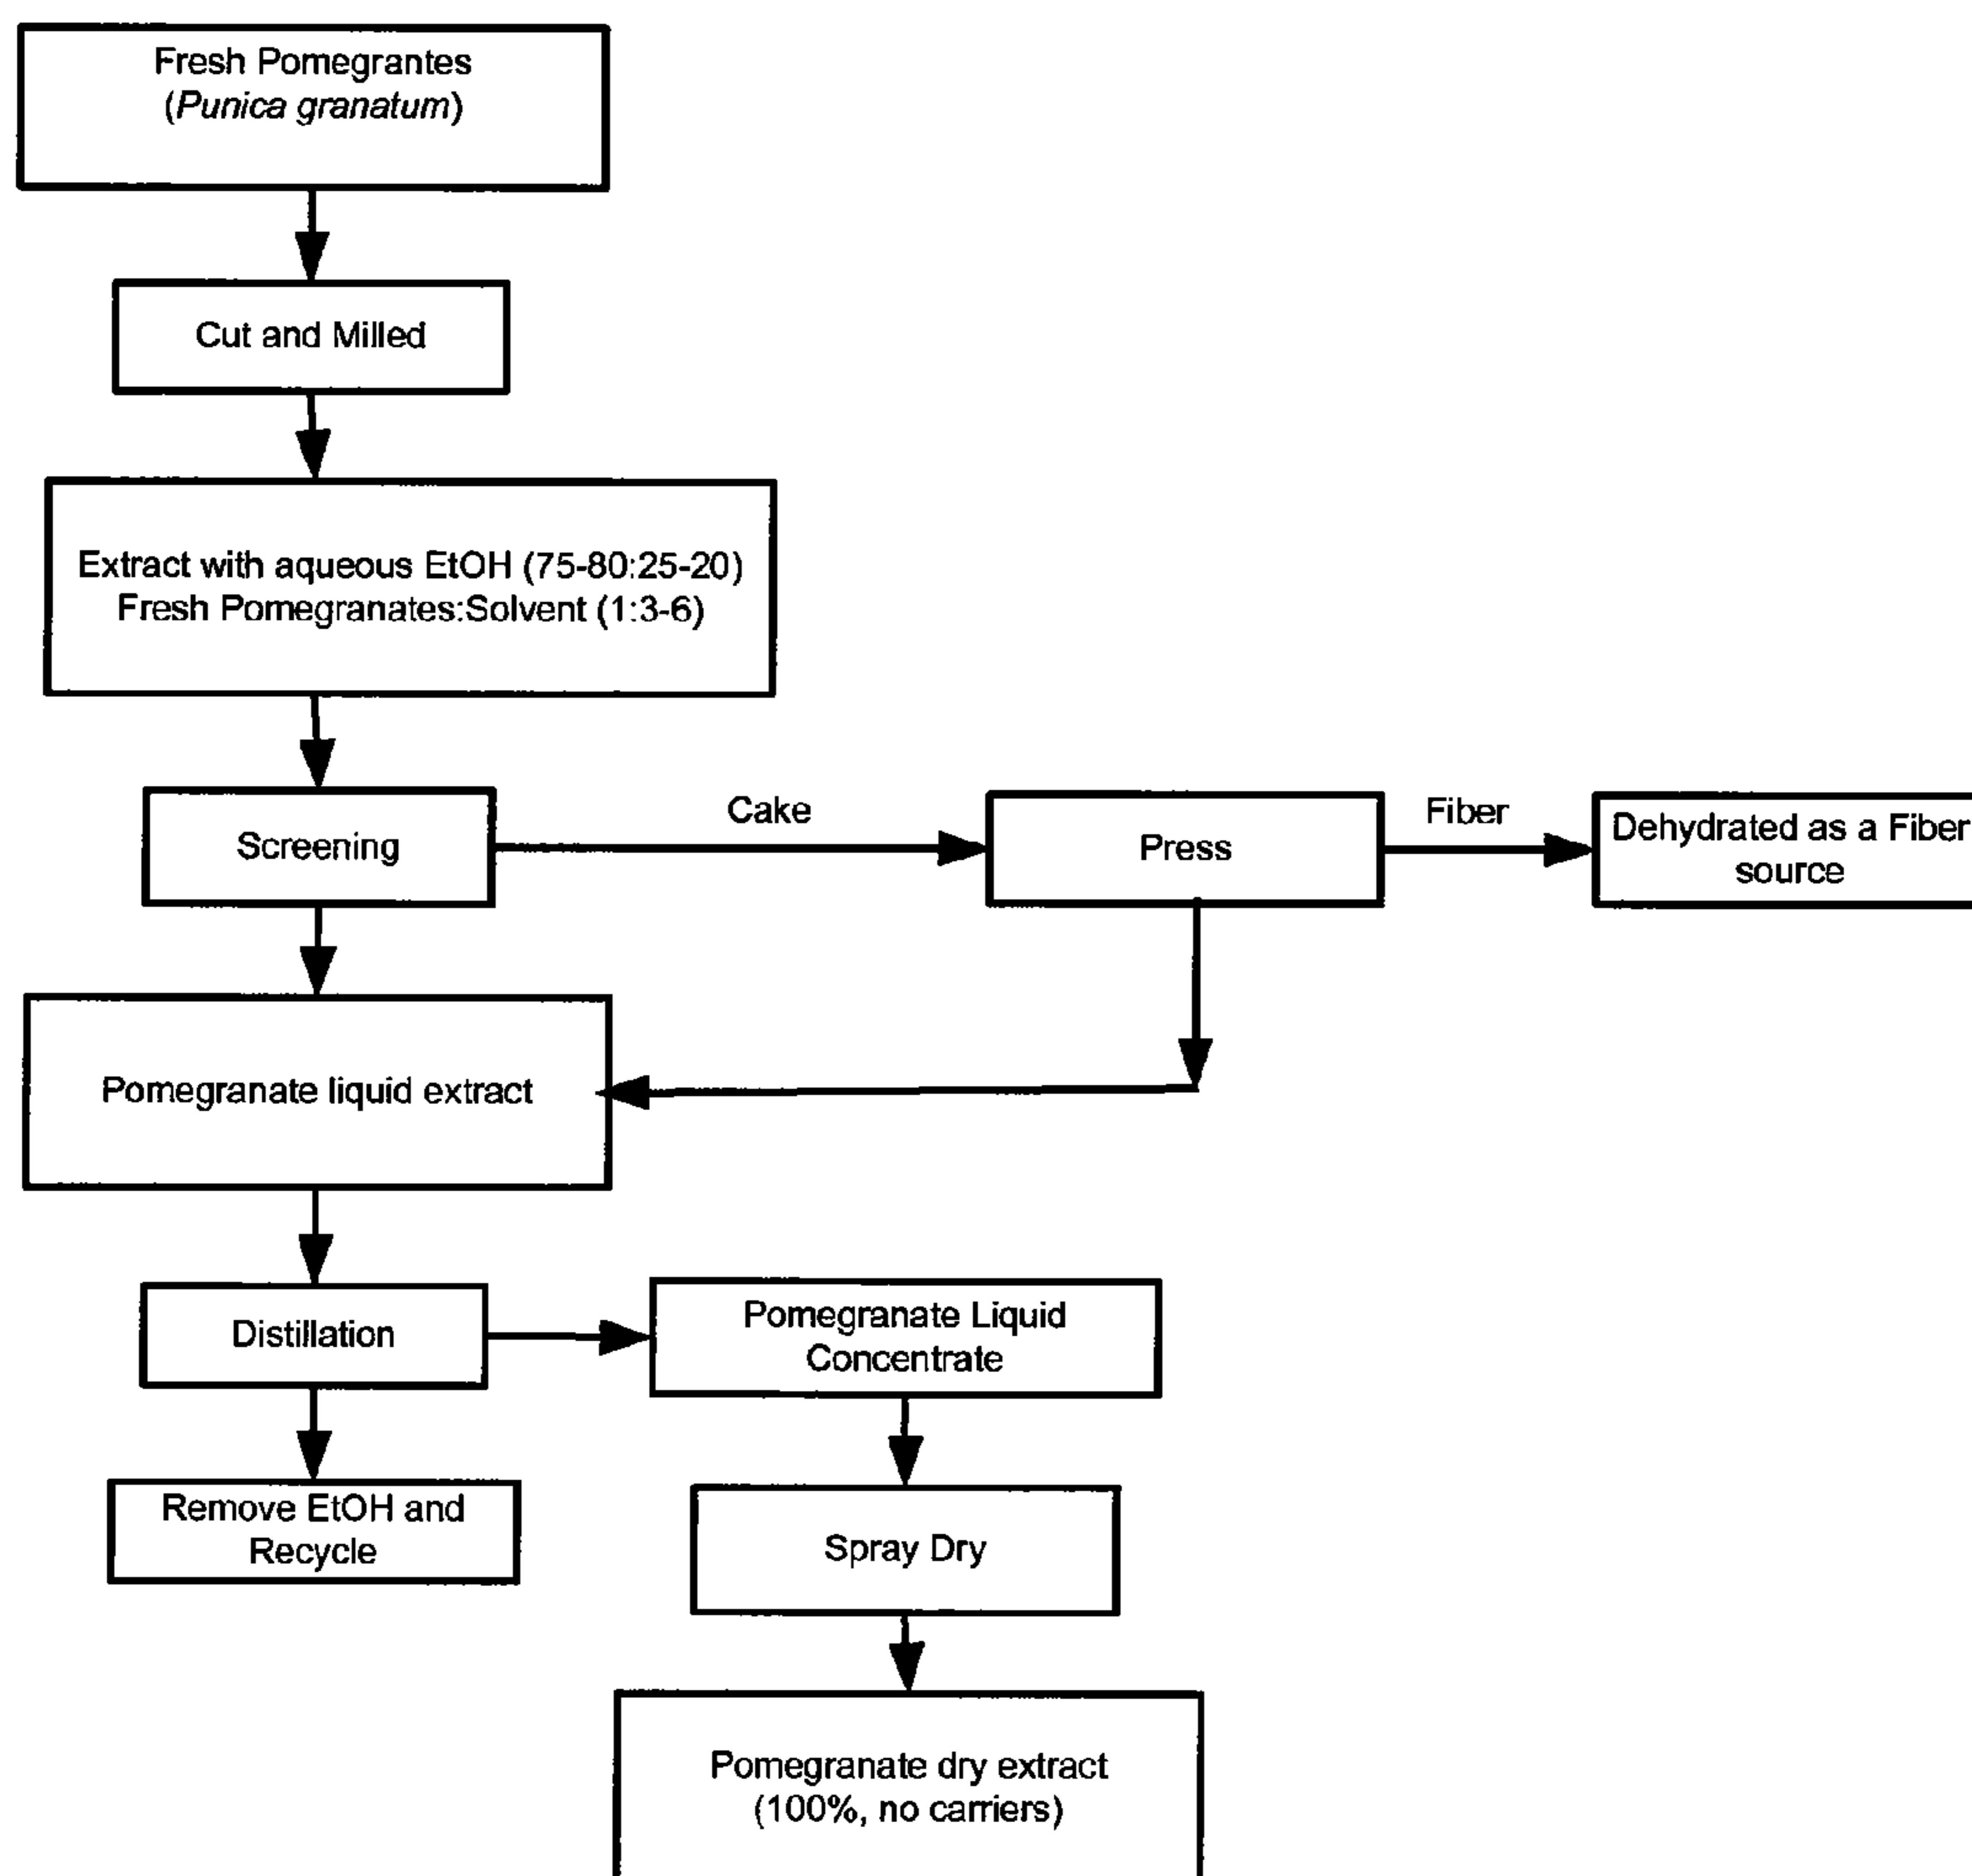 Fresh Pomegrantes
(Punica granatum)
Cut and Milled
Extract with aqueous EtOH (75-80:25-20)
Fresh Pomegranates:Solvent (1:3-6)
Screening
Cake
Press
Fiber
Dehydrated as a Fiber
source
Pomegranate liquid extract
Distillation
Pomegranate Liquid
Concentrate
Remove EtOH and
Recycle
Spray Dry
Pomegranate dry extract
(100%, no carriers)